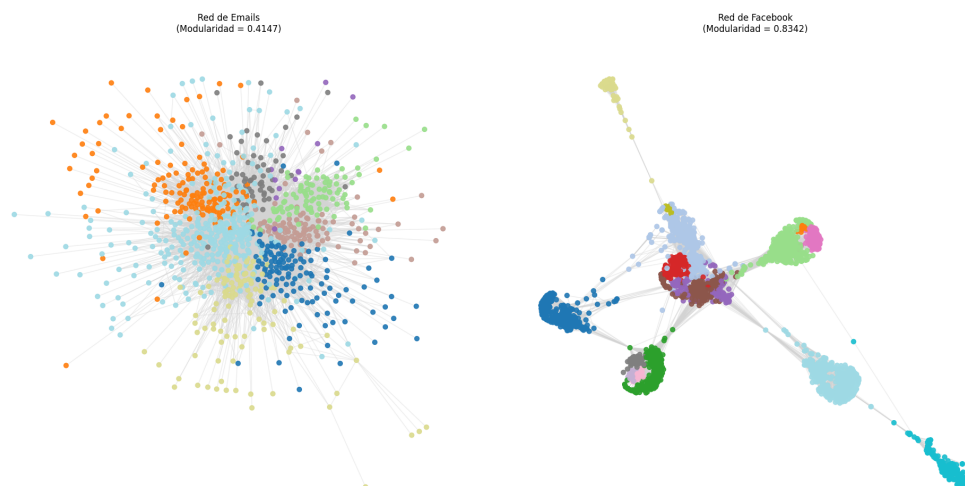 Red de Emails
(Modularidad = 0.4147)
Red de Facebook
(Modularidad = 0.8342)